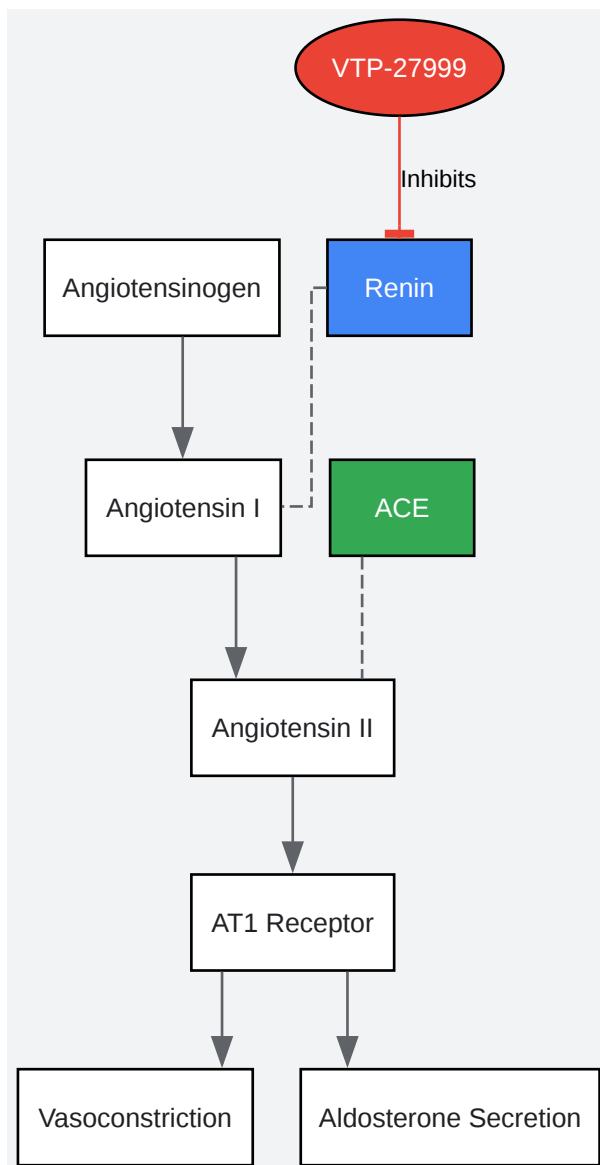 VTP-27999
Inhibits
Angiotensinogen
Renin
Angiotensin I
ACE
Angiotensin II
AT1 Receptor
Vasoconstriction
Aldosterone Secretion